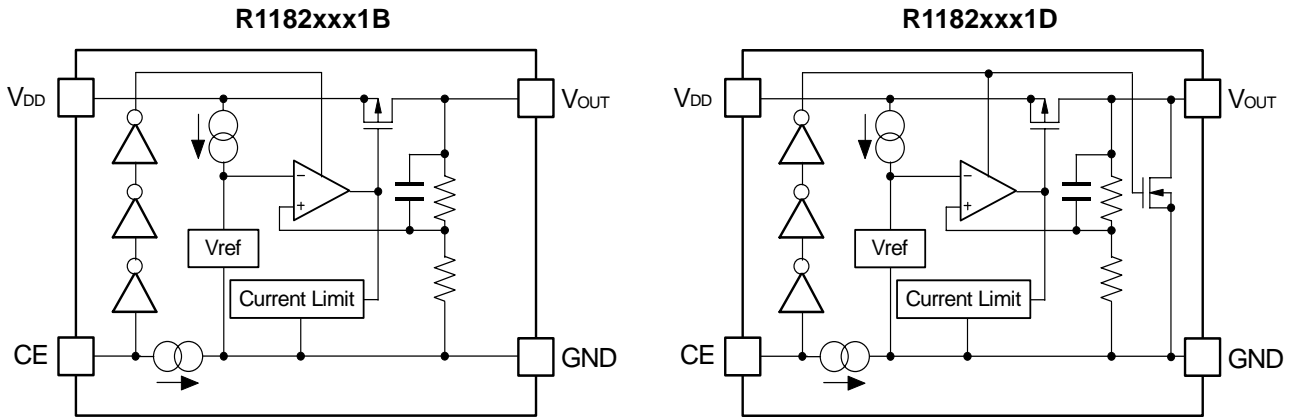 R1182xxx1B
VDD
VOUT
−
+
Vref
Current Limit
CE
GND
R1182xxx1D
VDD
VOUT
−
+
Vref
Current Limit
CE
GND